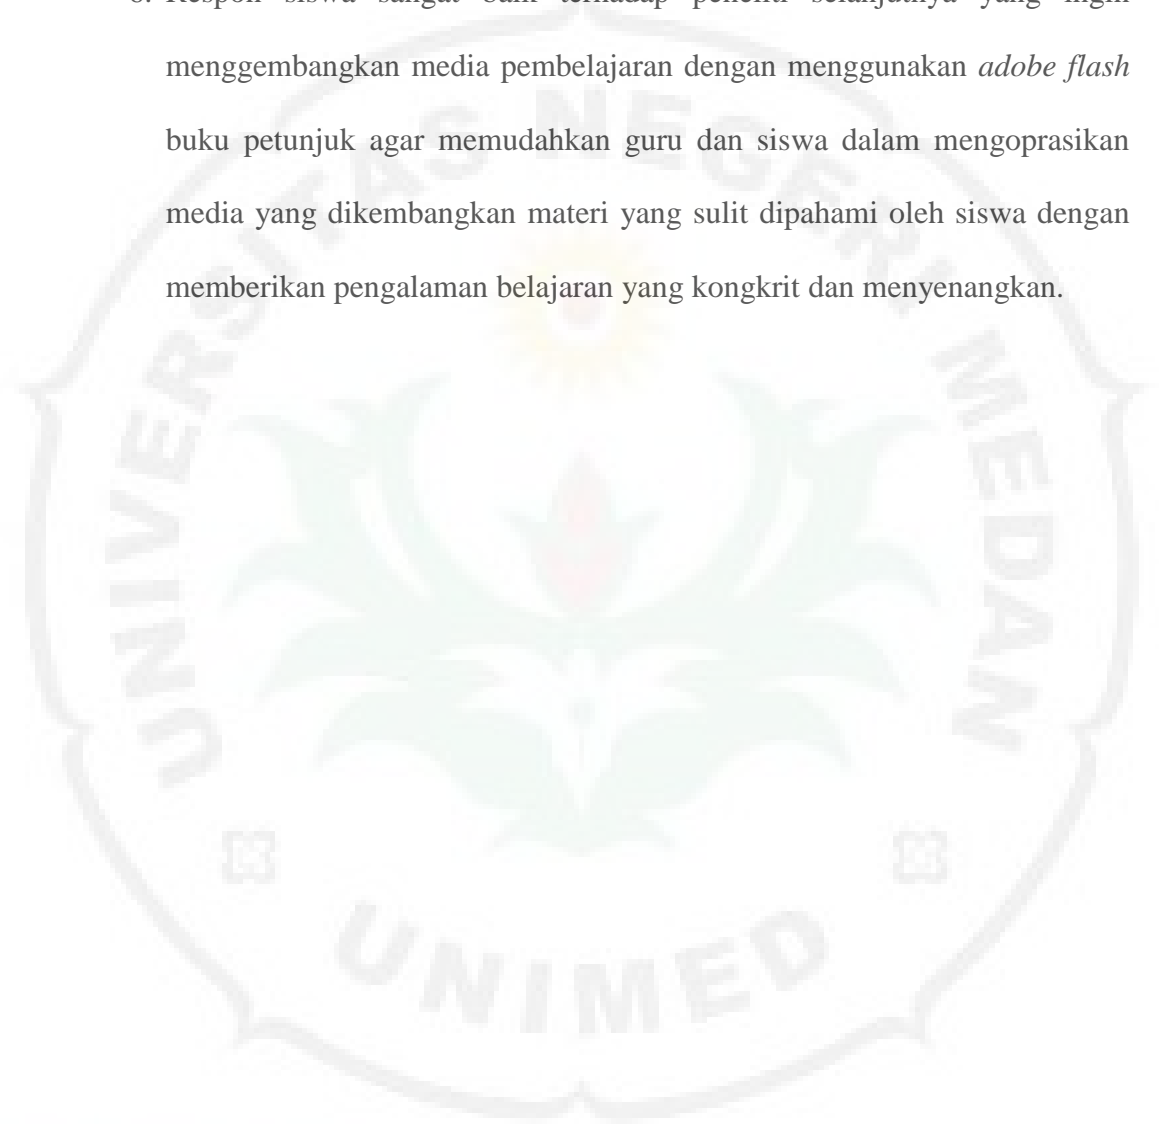 Respon siswa sangat baik terhadap peneliti selanjutnya yang ingin
menggembangkan media pembelajaran dengan menggunakan adobe flash
buku petunjuk agar memudahkan guru dan siswa dalam mengoprasikan
media yang dikembangkan materi yang sulit dipahami oleh siswa dengan
memberikan pengalaman belajaran yang kongkrit dan menyenangkan.
UNIVERSITAS NEGERI MEDAN
UNIMED